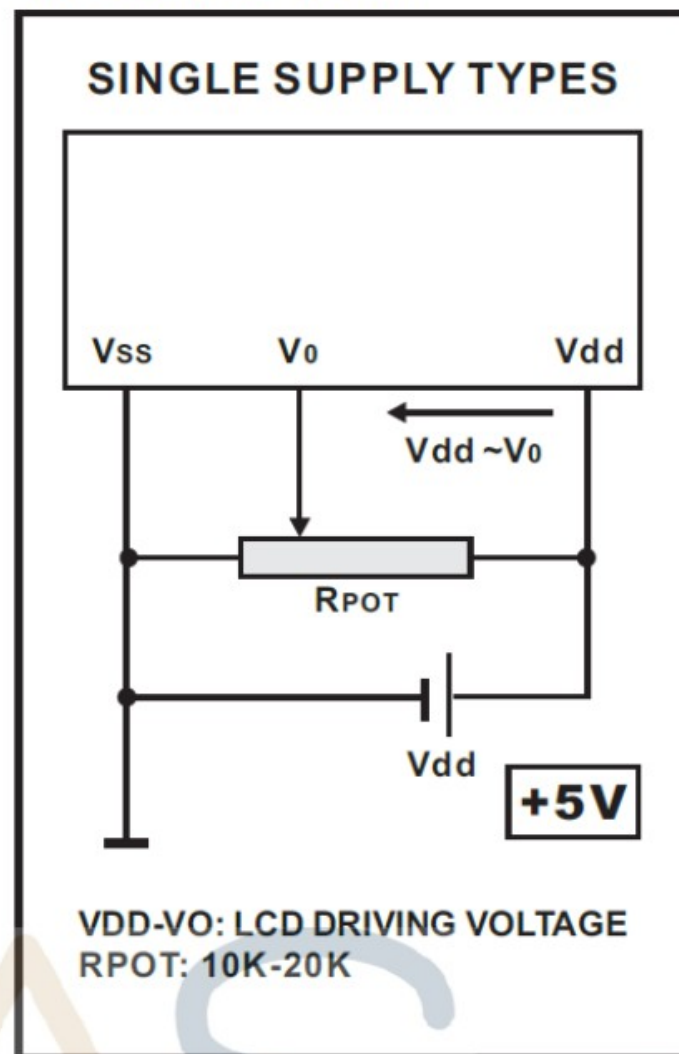 SINGLE SUPPLY TYPES
Vss V0 Vdd
Vdd ~V0
RPOT
Vdd
+5V
VDD-VO: LCD DRIVING VOLTAGE
RPOT: 10K-20K